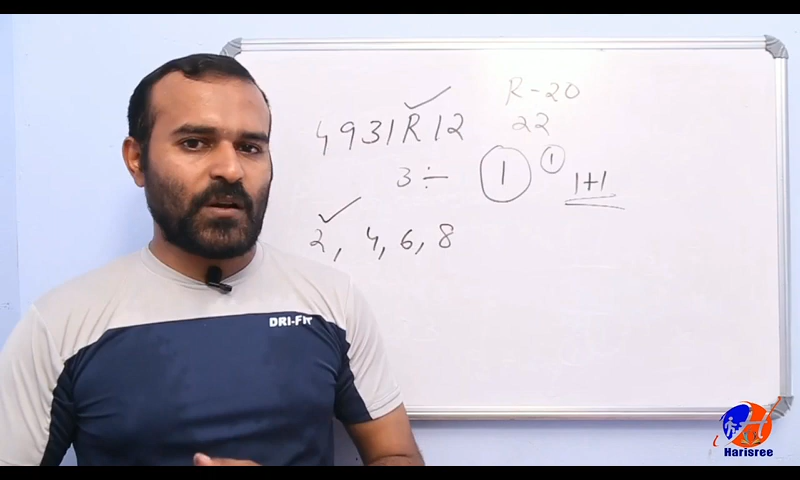 R-20
4931R12
22
3÷ 1 1 1+1
2, 4, 6, 8
DRI-FIT
Harisree